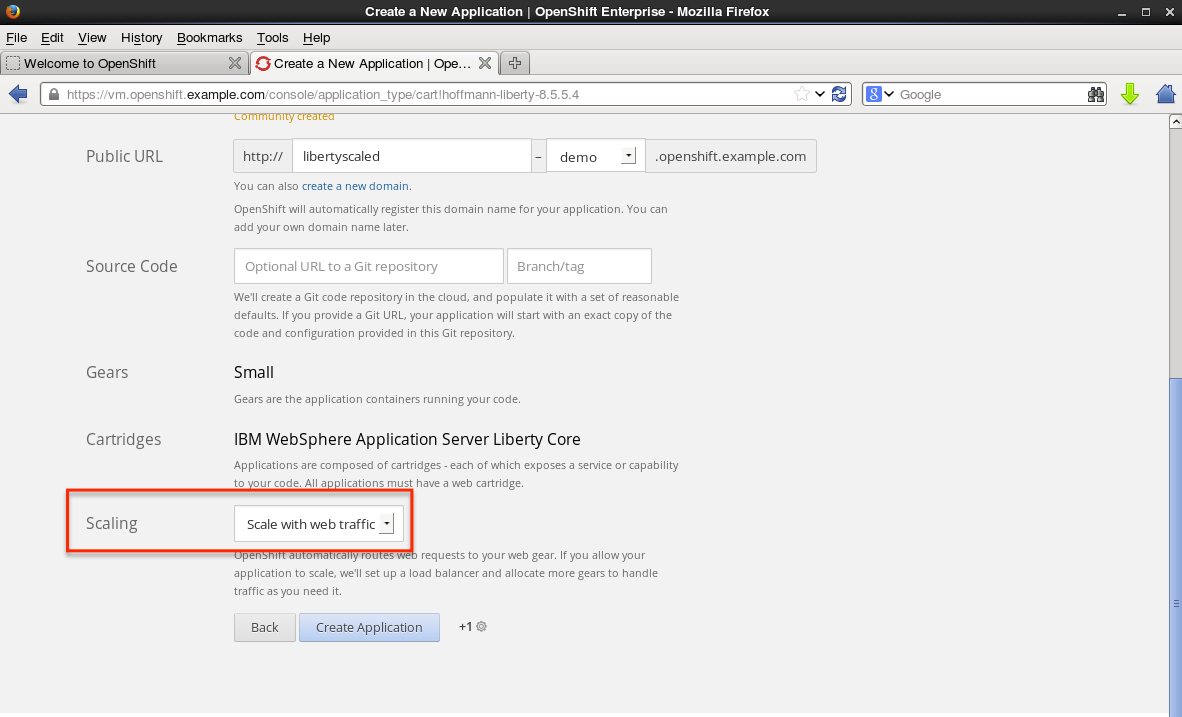 Create a New Application | OpenShift Enterprise - Mozilla Firefox
File Edit View History Bookmarks Tools Help
Welcome to OpenShift
Create a New Application | Ope...
https://vm.openshift.example.com/console/application_type/cart!hoffmann-liberty-8.5.5.4
8 Google
Community created
Public URL
http:// libertyscaled – demo .openshift.example.com
You can also create a new domain.
OpenShift will automatically register this domain name for your application. You can
add your own domain name later.
Source Code
Optional URL to a Git repository Branch/tag
We'll create a Git code repository in the cloud, and populate it with a set of reasonable
defaults. If you provide a Git URL, your application will start with an exact copy of the
code and configuration provided in this Git repository.
Gears Small
Gears are the application containers running your code.
Cartridges IBM WebSphere Application Server Liberty Core
Applications are composed of cartridges - each of which exposes a service or capability
to your code. All applications must have a web cartridge.
Scaling Scale with web traffic
OpenShift automatically routes web requests to your web gear. If you allow your
application to scale, we'll set up a load balancer and allocate more gears to handle
traffic as you need it.
Back Create Application +1